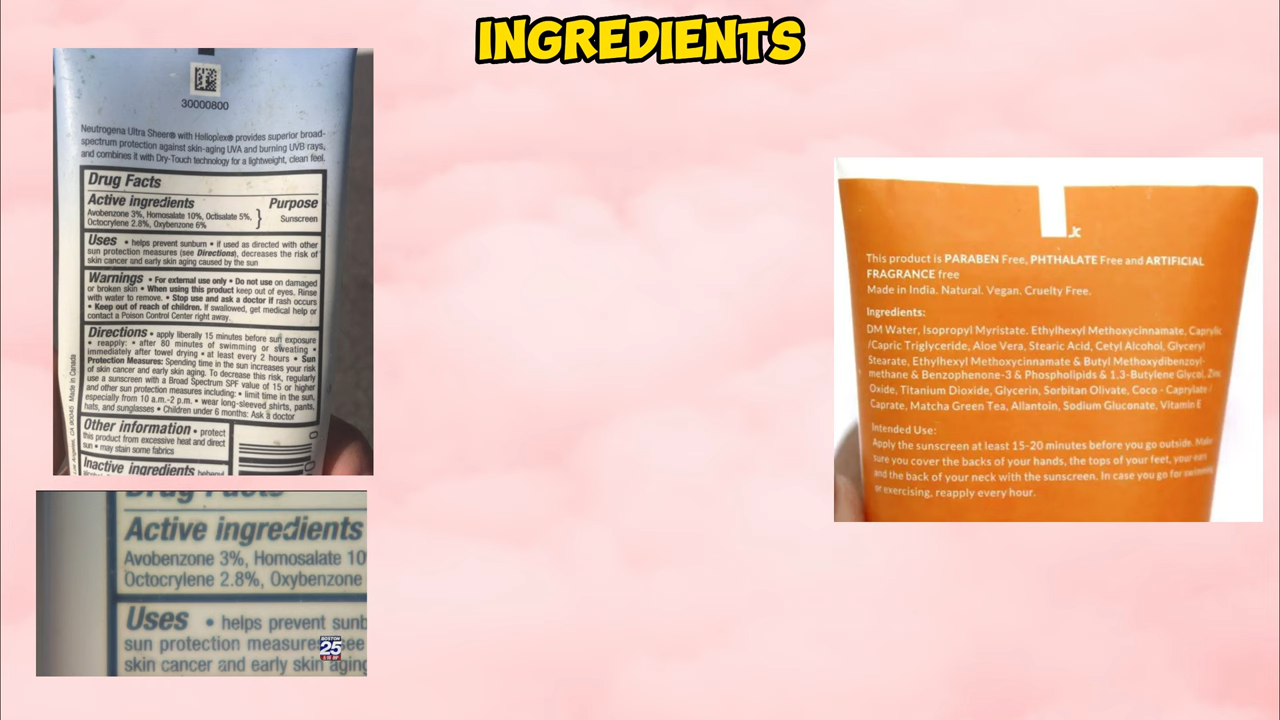 INGREDIENTS
30000800
Neutrogena Ultra Sheer® with Helioplex® provides superior broad-
spectrum protection against skin-aging UVA and burning UVB rays,
and combines it with Dry-Touch technology for a lightweight, clean feel.
Drug Facts
Active ingredients Purpose
Avobenzone 3%, Homosalate 10%, Octisalate 5%,
Octocrylene 2.8%, Oxybenzone 6% } Sunscreen
Uses • helps prevent sunburn • if used as directed with other
sun protection measures (see Directions), decreases the risk of
skin cancer and early skin aging caused by the sun
Warnings • For external use only • Do not use on damaged
or broken skin • When using this product keep out of eyes. Rinse
with water to remove. • Stop use and ask a doctor if rash occurs
• Keep out of reach of children. If swallowed, get medical help or
contact a Poison Control Center right away.
Directions • apply liberally 15 minutes before sun exposure
• reapply: • after 80 minutes of swimming or sweating •
immediately after towel drying • at least every 2 hours • Sun
Protection Measures: Spending time in the sun increases your risk
of skin cancer and early skin aging. To decrease this risk, regularly
use a sunscreen with a Broad Spectrum SPF value of 15 or higher
and other sun protection measures including: • limit time in the sun,
especially from 10 a.m.-2 p.m. • wear long-sleeved shirts, pants,
hats, and sunglasses • Children under 6 months: Ask a doctor
Other information • protect
this product from excessive heat and direct
sun • may stain some fabrics
Inactive ingredients
Los Angeles, CA 90045 Made in Canada
0
Drug Facts
Active ingredients
Avobenzone 3%, Homosalate 10
Octocrylene 2.8%, Oxybenzone
Uses • helps prevent sunb
sun protection measures see
skin cancer and early skin aging
BOSTON
25
This product is PARABEN Free, PHTHALATE Free and ARTIFICIAL
FRAGRANCE free
Made in India. Natural. Vegan. Cruelty Free.
Ingredients:
DM Water, Isopropyl Myristate. Ethylhexyl Methoxycinnamate, Caprylic
/Capric Triglyceride, Aloe Vera, Stearic Acid, Cetyl Alcohol, Glyceryl
Stearate, Ethylhexyl Methoxycinnamate & Butyl Methoxydibenzoyl-
methane & Benzophenone-3 & Phospholipids & 1,3-Butylene Glycol, Zinc
Oxide, Titanium Dioxide, Glycerin, Sorbitan Olivate, Coco - Caprylate /
Caprate, Matcha Green Tea, Allantoin, Sodium Gluconate, Vitamin E
Intended Use:
Apply the sunscreen at least 15-20 minutes before you go outside. Make
sure you cover the backs of your hands, the tops of your feet, your ears
and the back of your neck with the sunscreen. In case you go for swimming
or exercising, reapply every hour.